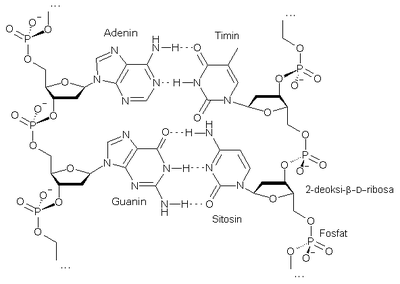 Adenin
Timin
Guanin
Sitosin
2-deoksi-β-D-ribosa
Fosfat